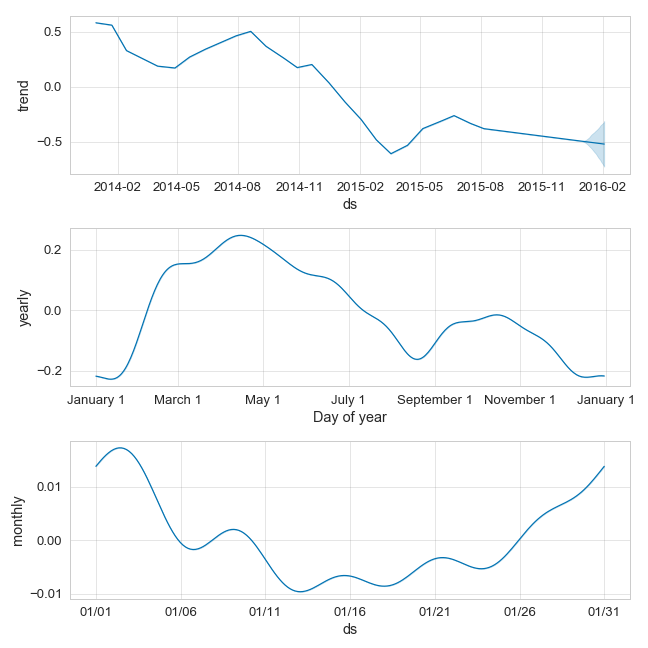 0.5
0.0
−0.5
trend
2014-02 2014-05 2014-08 2014-11 2015-02 2015-05 2015-08 2015-11 2016-02
ds
0.2
0.0
−0.2
yearly
January 1 March 1 May 1 July 1 September 1 November 1 January 1
Day of year
0.01
0.00
−0.01
monthly
01/01 01/06 01/11 01/16 01/21 01/26 01/31
ds